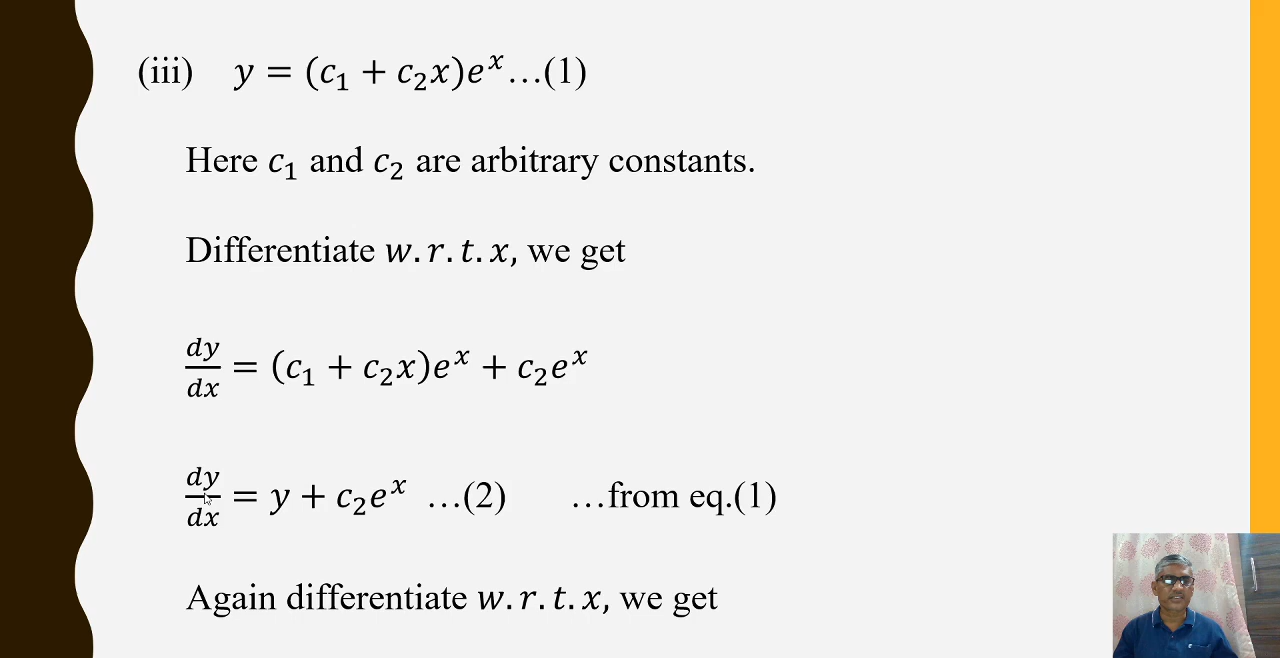 (iii) y = (c₁ + c₂x)eˣ…(1)
Here c₁ and c₂ are arbitrary constants.
Differentiate w.r.t.x, we get
dy/dx = (c₁ + c₂x)eˣ + c₂eˣ
dy/dx = y + c₂eˣ …(2) …from eq.(1)
Again differentiate w.r.t.x, we get